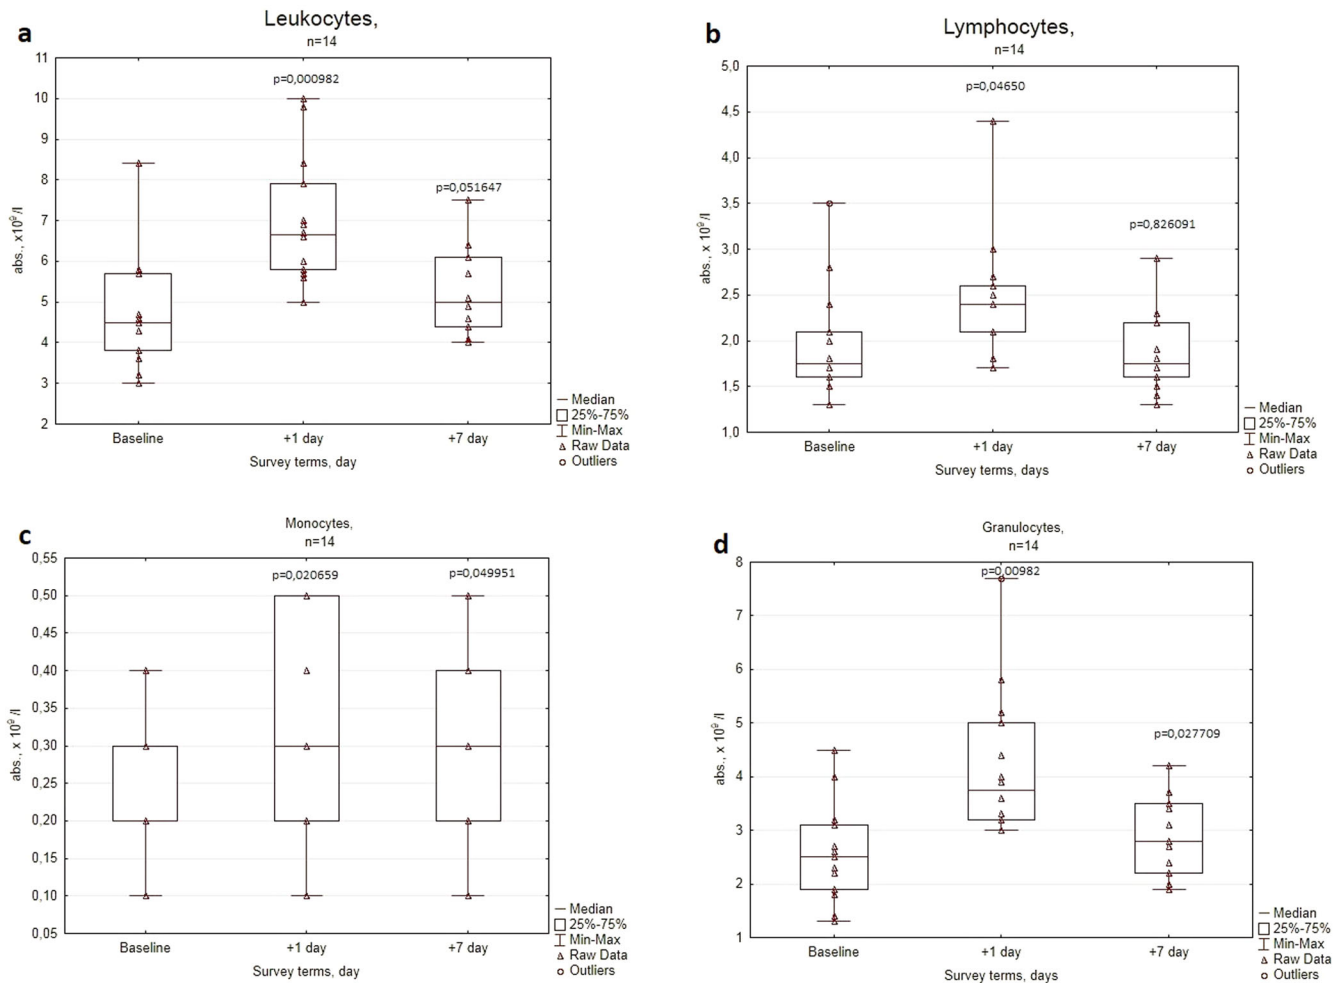 a
Leukocytes,
n=14
11
10
9
8
7
6
5
4
3
2
abs., x10⁹/l
p=0,000982
p=0,051647
Baseline
+1 day
+7 day
Survey terms, day
Median
25%-75%
Min-Max
Raw Data
Outliers
b
Lymphocytes,
n=14
5,0
4,5
4,0
3,5
3,0
2,5
2,0
1,5
1,0
abs., x 10⁹/l
p=0,04650
p=0,826091
Baseline
+1 day
+7 day
Survey terms, days
Median
25%-75%
Min-Max
Raw Data
Outliers
c
Monocytes,
n=14
0,55
0,50
0,45
0,40
0,35
0,30
0,25
0,20
0,15
0,10
0,05
abs., x 10⁹/l
p=0,020659
p=0,049951
Baseline
+1 day
+7 day
Survey terms, day
Median
25%-75%
Min-Max
Raw Data
Outliers
d
Granulocytes,
n=14
8
7
6
5
4
3
2
1
abs., x 10⁹/l
p=0,00982
p=0,027709
Baseline
+1 day
+7 day
Survey terms, days
Median
25%-75%
Min-Max
Raw Data
Outliers